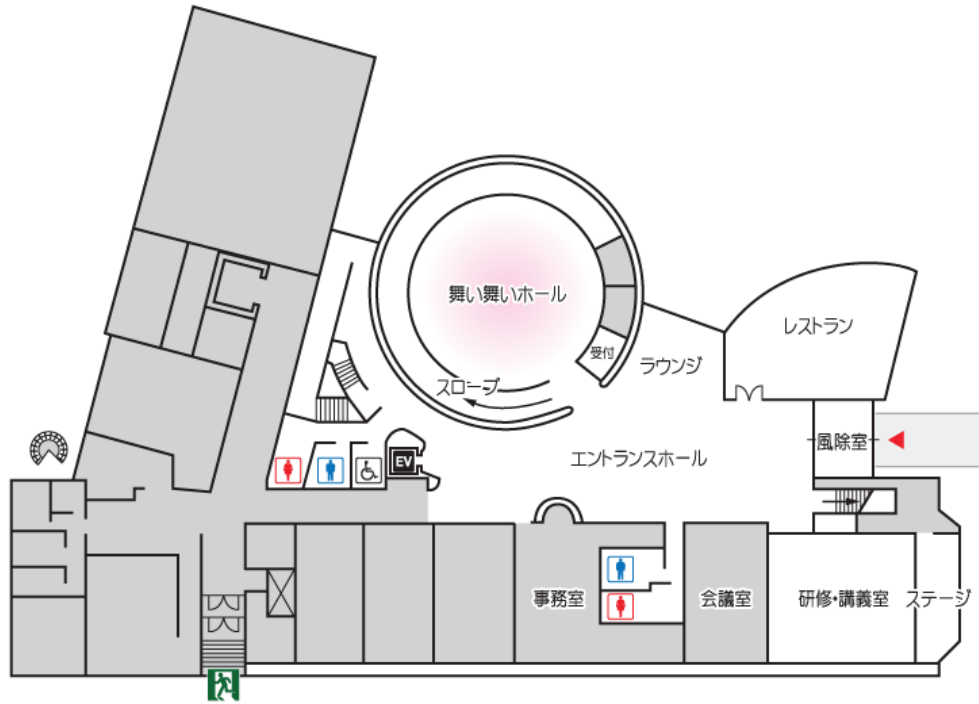 舞い舞いホール
レストラン
受付
ラウンジ
スロープ
風除室
エントランスホール
EV
事務室
会議室
研修・講義室
ステージ